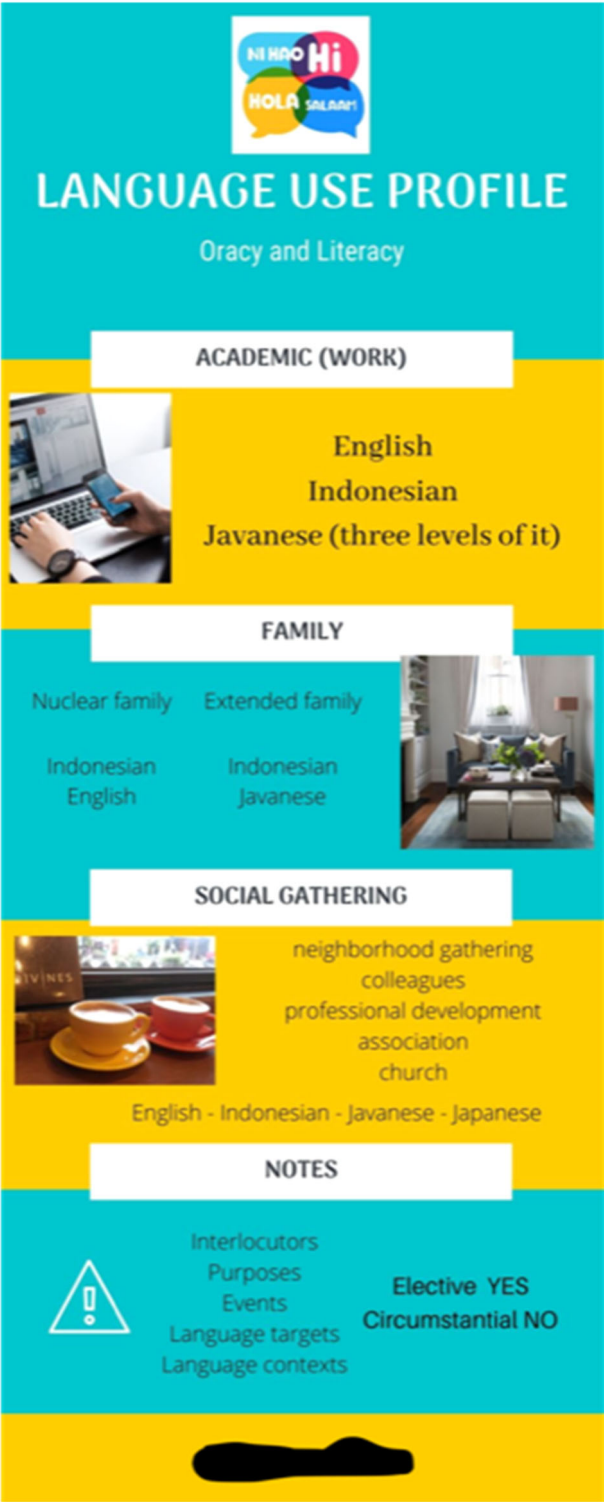 NI HAO Hi
HOLA SALAAM!
LANGUAGE USE PROFILE
Oracy and Literacy
ACADEMIC (WORK)
English
Indonesian
Javanese (three levels of it)
FAMILY
Nuclear family
Indonesian
English
Extended family
Indonesian
Javanese
SOCIAL GATHERING
IVINES
neighborhood gathering
colleagues
professional development
association
church
English - Indonesian - Javanese - Japanese
NOTES
Interlocutors
Purposes
Events
Language targets
Language contexts
Elective YES
Circumstantial NO